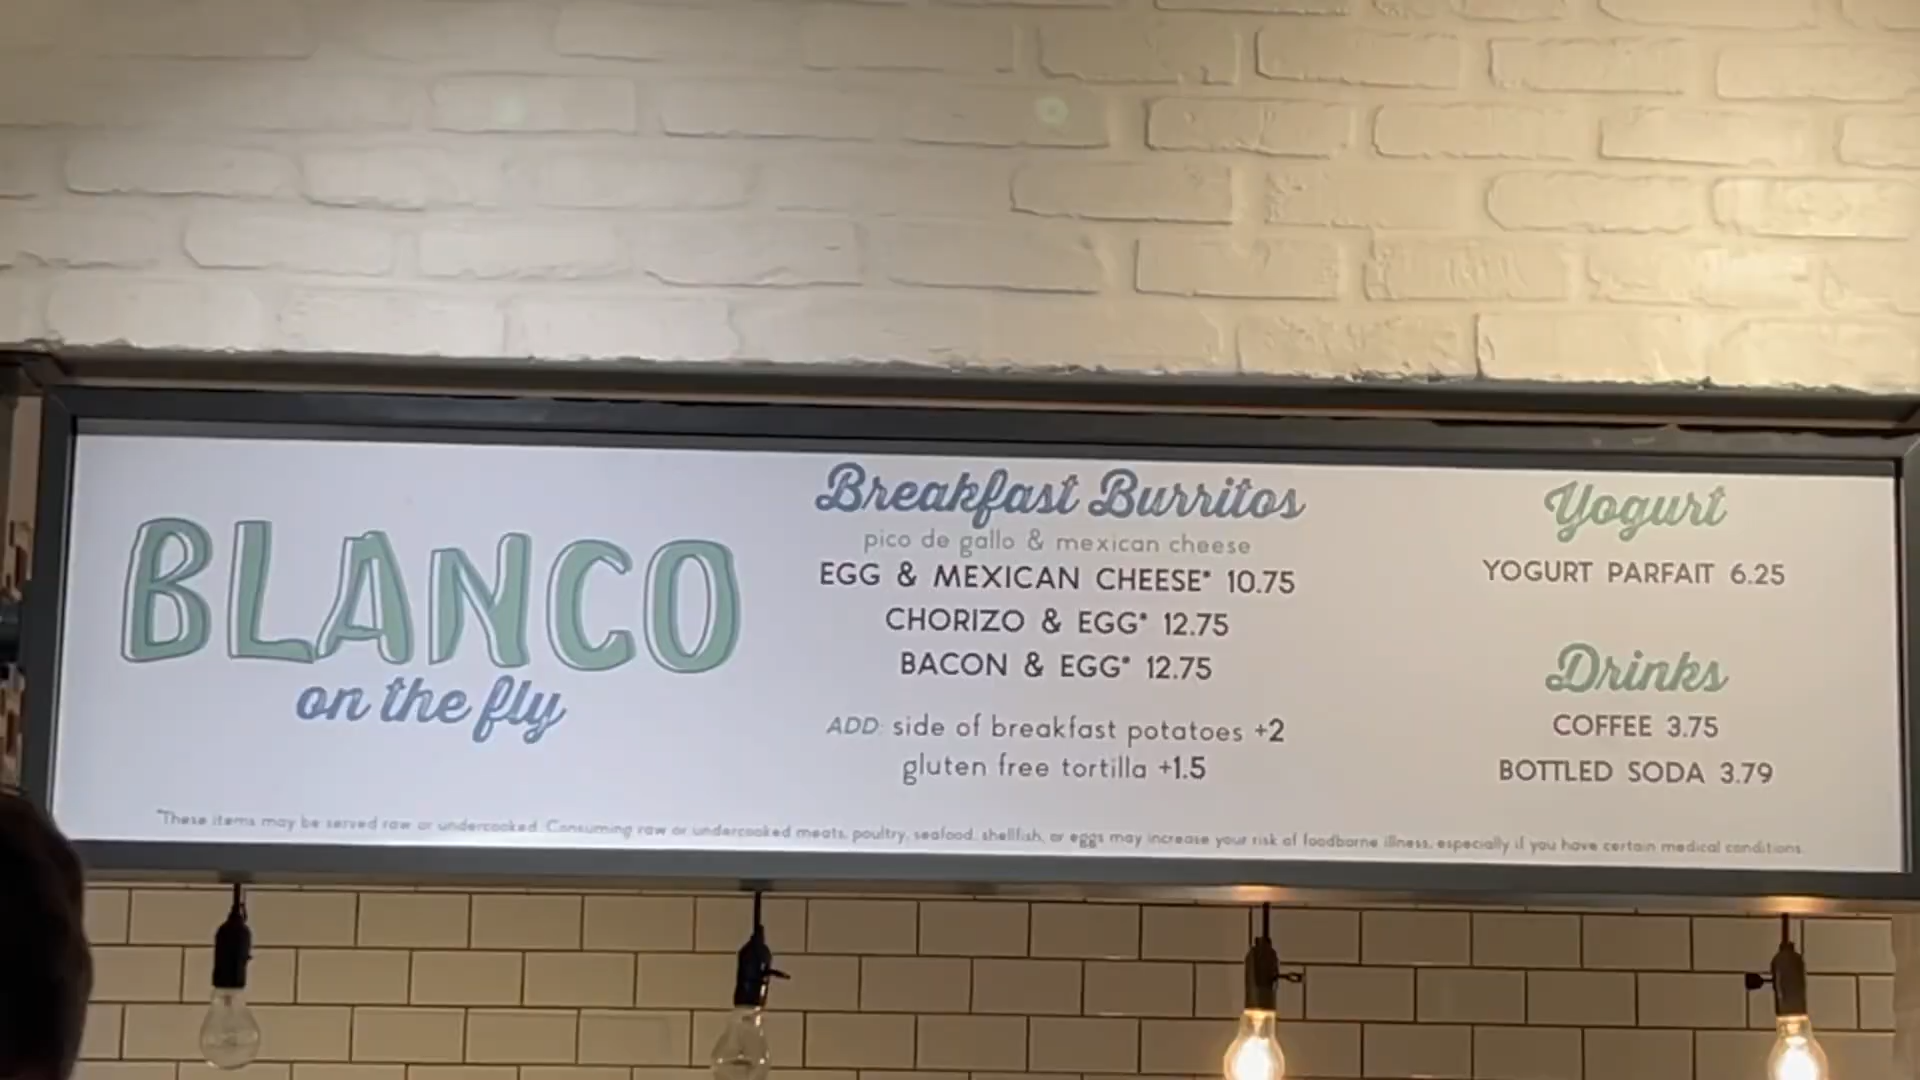 BLANCO
on the fly
Breakfast Burritos
pico de gallo & mexican cheese
EGG & MEXICAN CHEESE* 10.75
CHORIZO & EGG* 12.75
BACON & EGG* 12.75
ADD: side of breakfast potatoes +2
gluten free tortilla +1.5
Yogurt
YOGURT PARFAIT 6.25
Drinks
COFFEE 3.75
BOTTLED SODA 3.79
*These items may be served raw or undercooked. Consuming raw or undercooked meats, poultry, seafood, shellfish, or eggs may increase your risk of foodborne illness, especially if you have certain medical conditions.